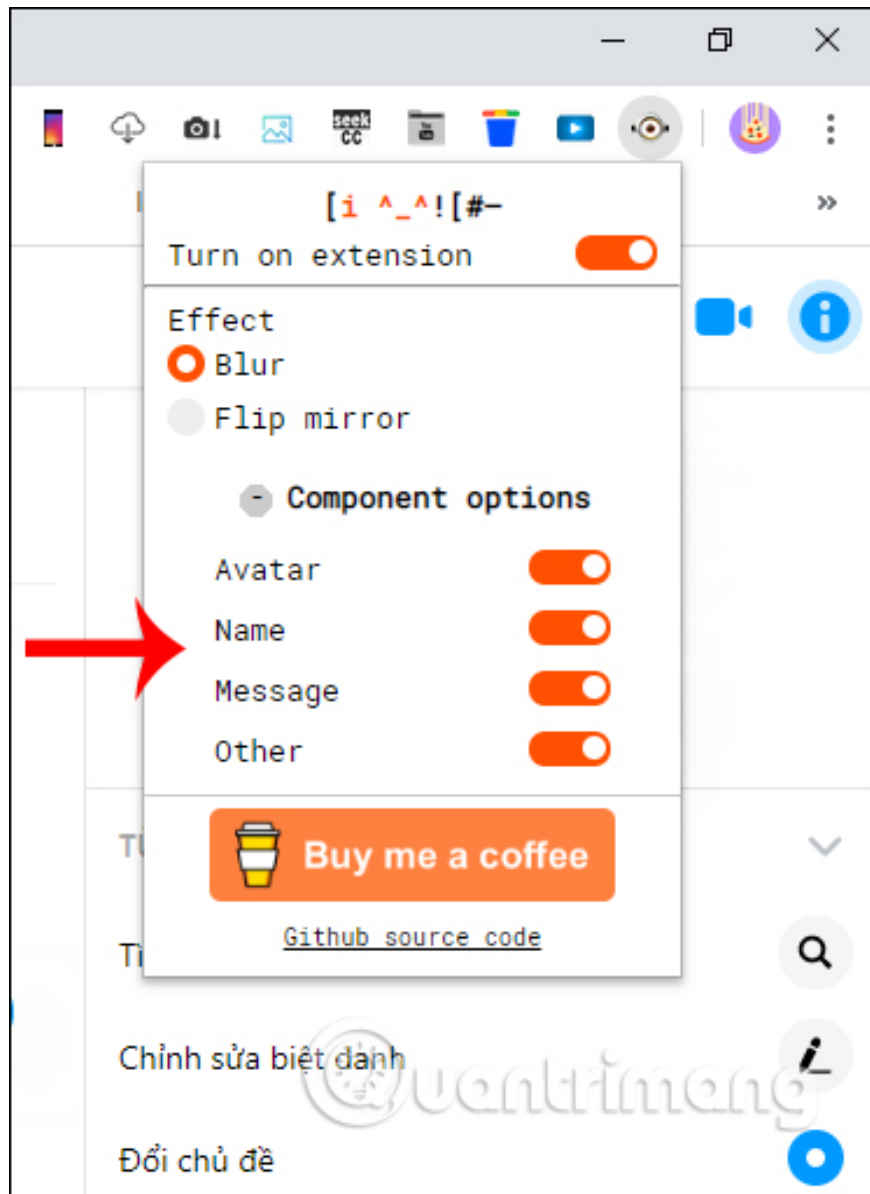 seek
CC
You
[i ^_^![#—
Turn on extension
Effect
Blur
Flip mirror
- Component options
Avatar
Name
Message
Other
Buy me a coffee
Github source code
Chỉnh sửa biệt danh
Quantrimang
Đổi chủ đề